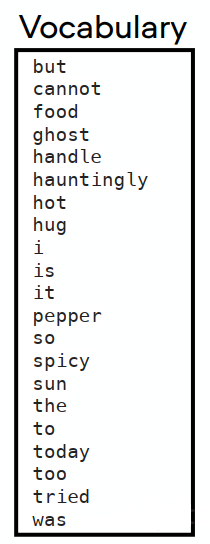 Vocabulary
but
cannot
food
ghost
handle
hauntingly
hot
hug
i
is
it
pepper
so
spicy
sun
the
to
today
too
tried
was